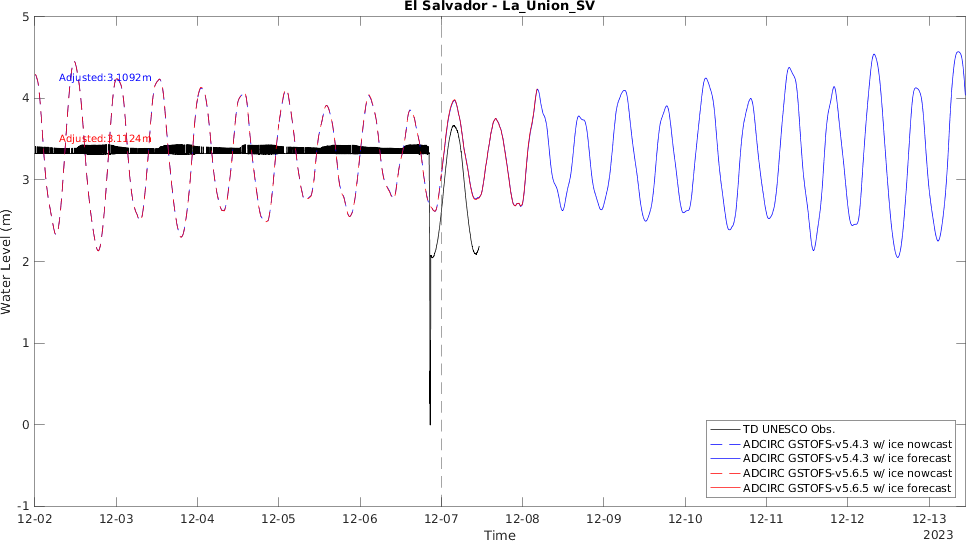 El Salvador - La_Union_SV
5
4
3
2
1
0
-1
Water Level (m)
Adjusted:3.1092m
Adjusted:3.1124m
TD UNESCO Obs.
ADCIRC GSTOFS-v5.4.3 w/ ice nowcast
ADCIRC GSTOFS-v5.4.3 w/ ice forecast
ADCIRC GSTOFS-v5.6.5 w/ ice nowcast
ADCIRC GSTOFS-v5.6.5 w/ ice forecast
12-02 12-03 12-04 12-05 12-06 12-07 12-08 12-09 12-10 12-11 12-12 12-13
Time
2023